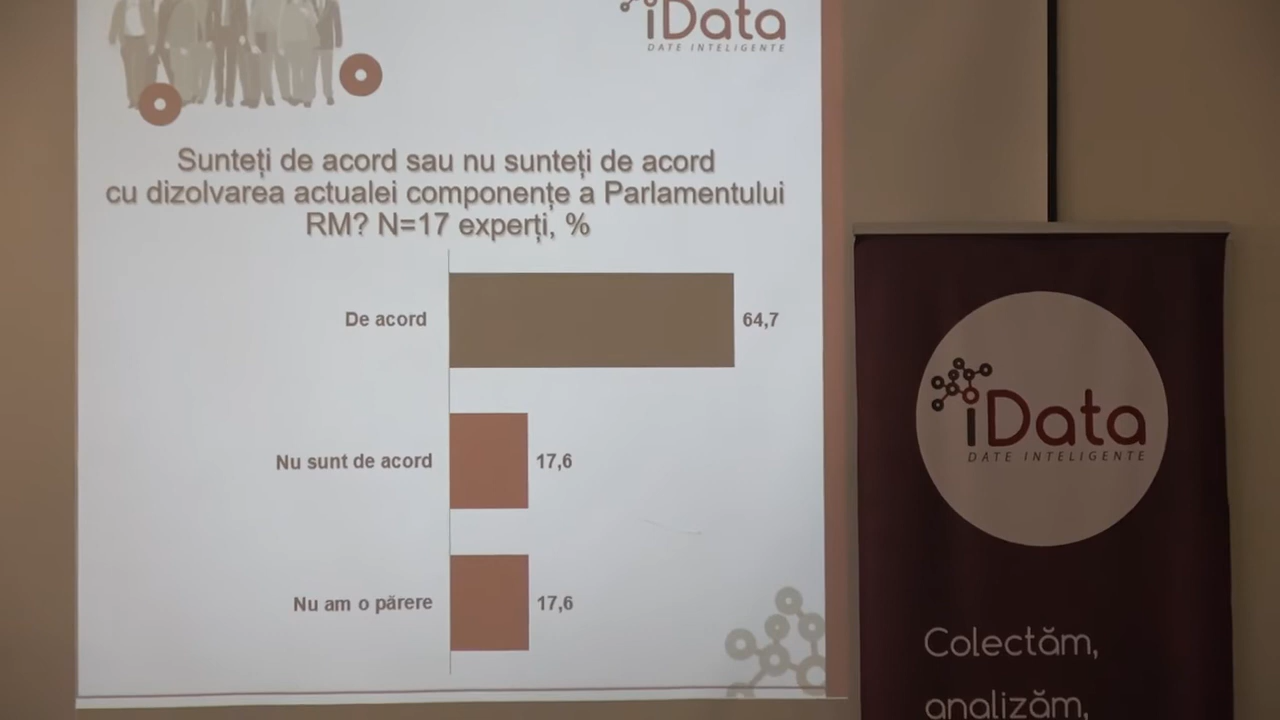 iData
DATE INTELIGENTE
Sunteți de acord sau nu sunteți de acord
cu dizolvarea actualei componențe a Parlamentului
RM? N=17 experți, %
De acord
64,7
Nu sunt de acord
17,6
Nu am o părere
17,6
iData
DATE INTELIGENTE
Colectăm,
analizăm,